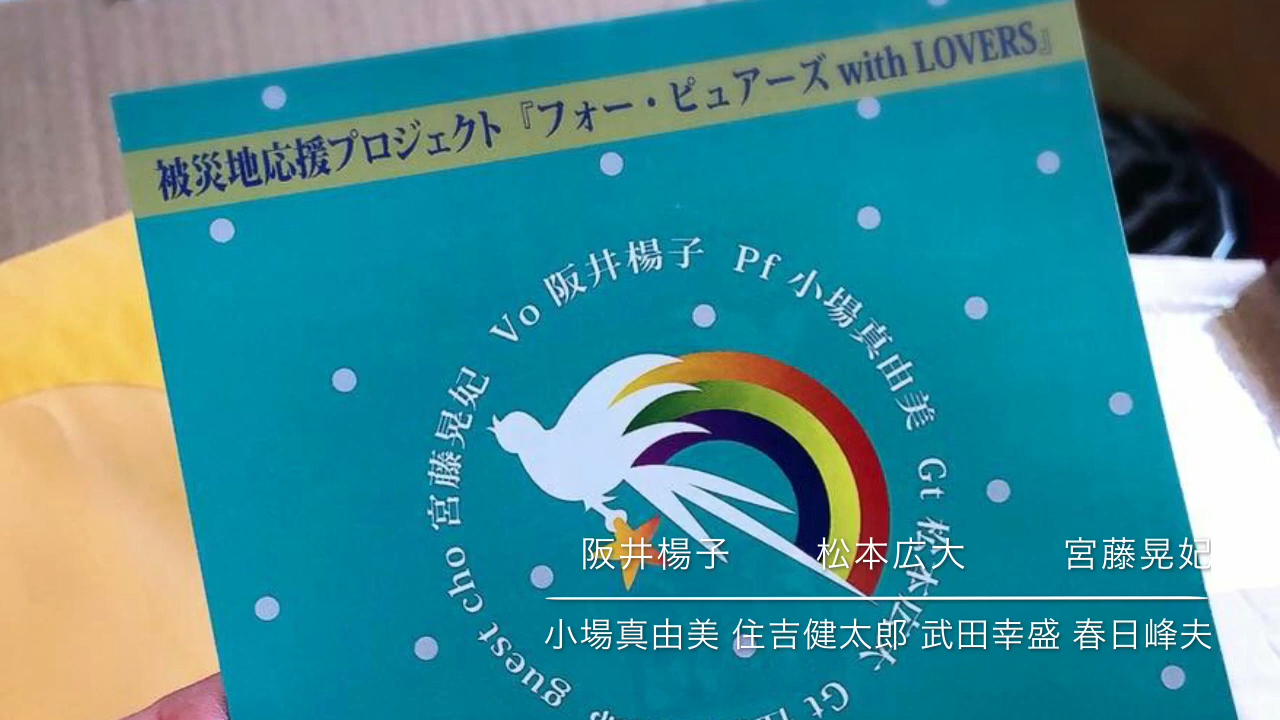 被災地応援プロジェクト『フォー・ピュアーズ with LOVERS』
Vo 阪井楊子 Pf 小場真由美 Gt 松本広大 Gt
guest cho 宮藤晃妃
阪井楊子 松本広大 宮藤晃妃
小場真由美 住吉健太郎 武田幸盛 春日峰夫